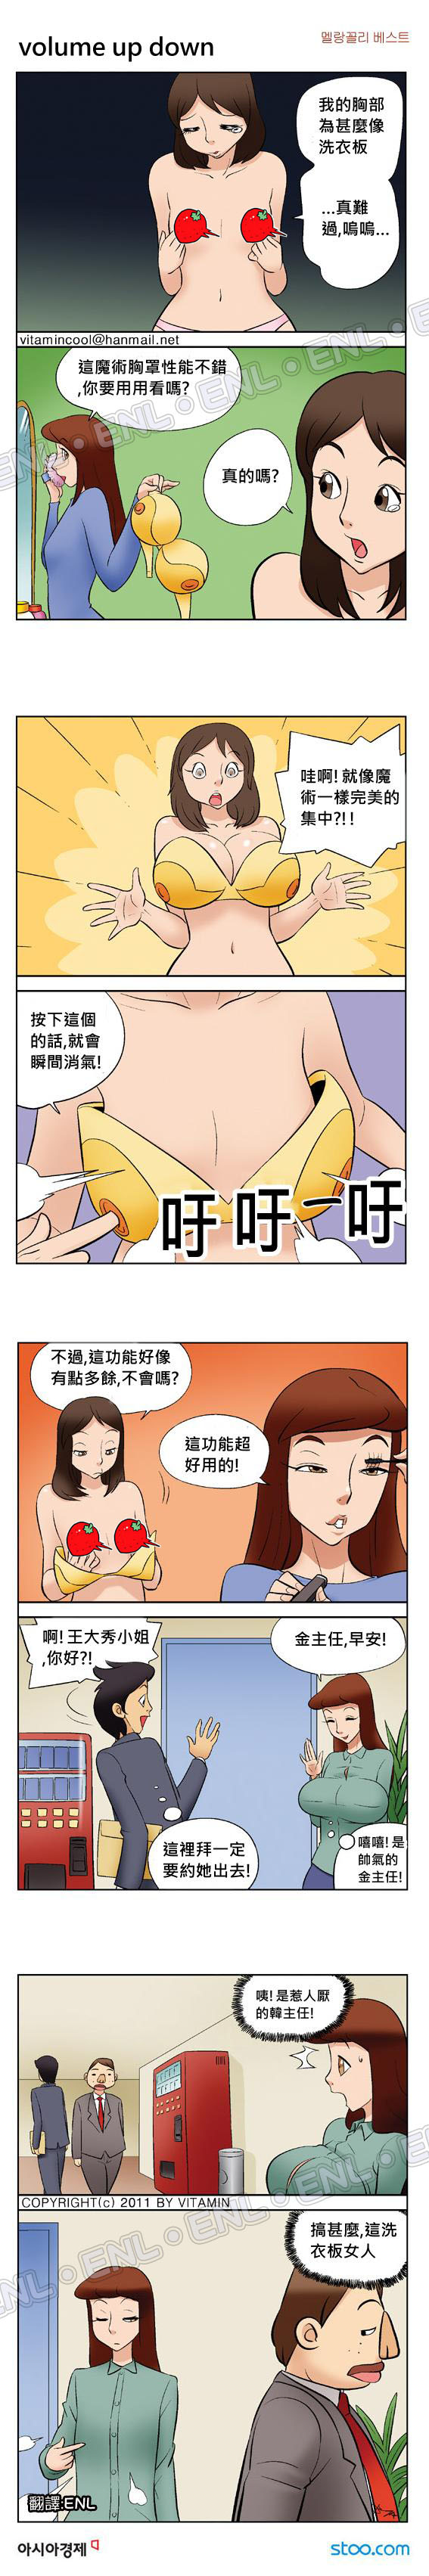 volume up down
멜랑꼴리 베스트
我的胸部
為甚麼像
洗衣板
...真難
過,嗚嗚...
vitamincool@hanmail.net
這魔術胸罩性能不錯
,你要用用看嗎?
真的嗎?
ENL ENL ENL ENL
哇啊! 就像魔
術一樣完美的
集中?!!
按下這個
的話,就會
瞬間消氣!
吁 吁 一吁
不過,這功能好像
有點多餘,不會嗎?
這功能超
好用的!
啊! 王大秀小姐
,你好?!
金主任,早安!
這裡拜一定
要約她出去!
嘻嘻! 是
帥氣的
金主任!
咦! 是惹人厭
的韓主任!
COPYRIGHT(c) 2011 BY VITAMIN
ENL ENL ENL ENL
搞甚麼,這洗
衣板女人
翻譯:ENL
아시아경제
stoo.com